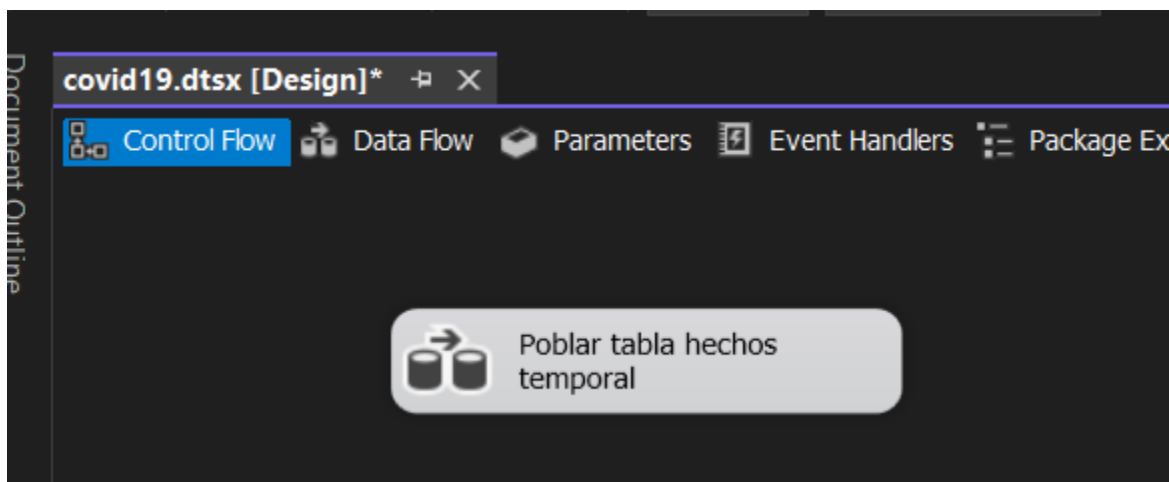 Document Outline
covid19.dtsx [Design]*
Control Flow Data Flow Parameters Event Handlers Package Ex
Poblar tabla hechos
temporal